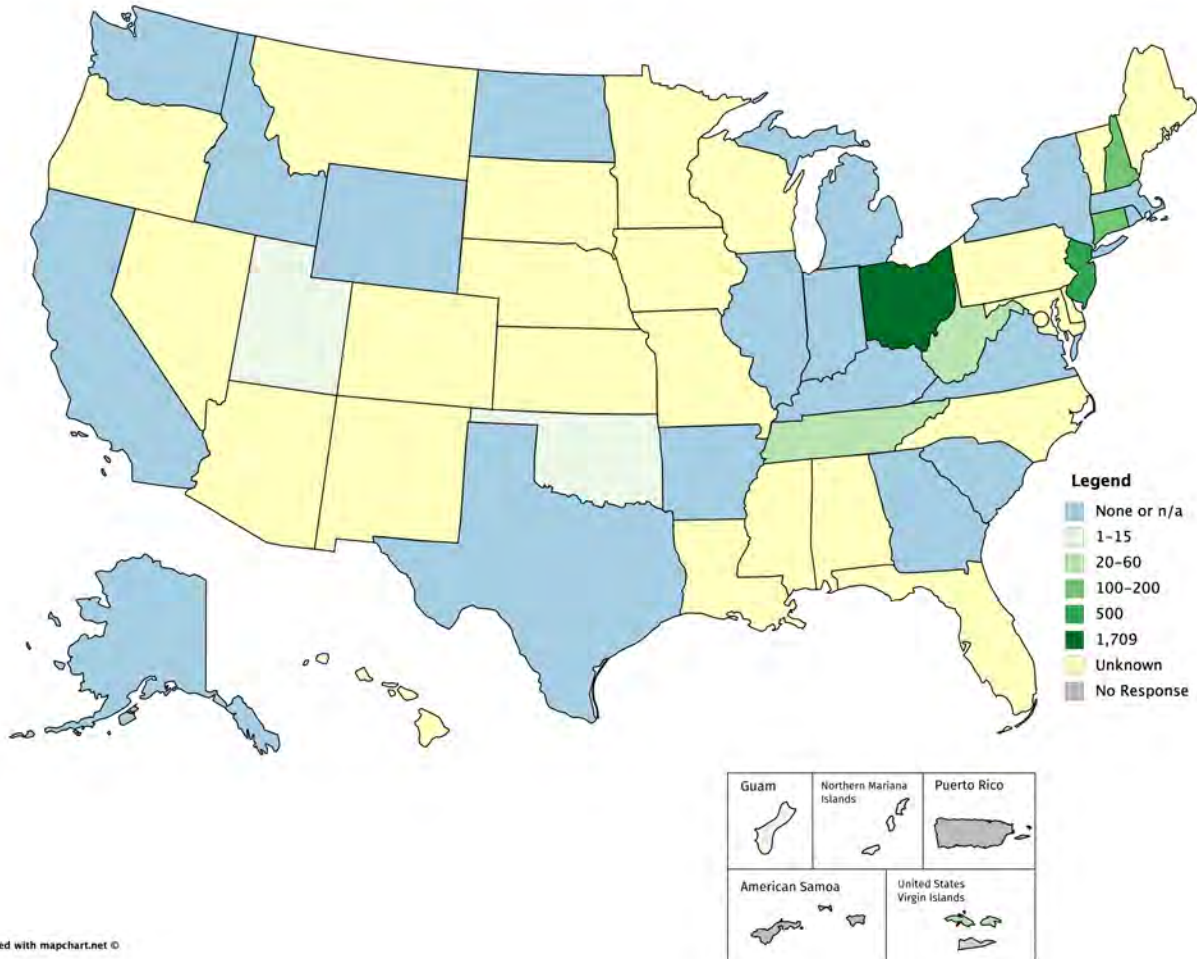 Legend
None or n/a
1-15
20-60
100-200
500
1,709
Unknown
No Response
Guam
Northern Mariana
Islands
Puerto Rico
American Samoa
United States
Virgin Islands
ed with mapchart.net ©